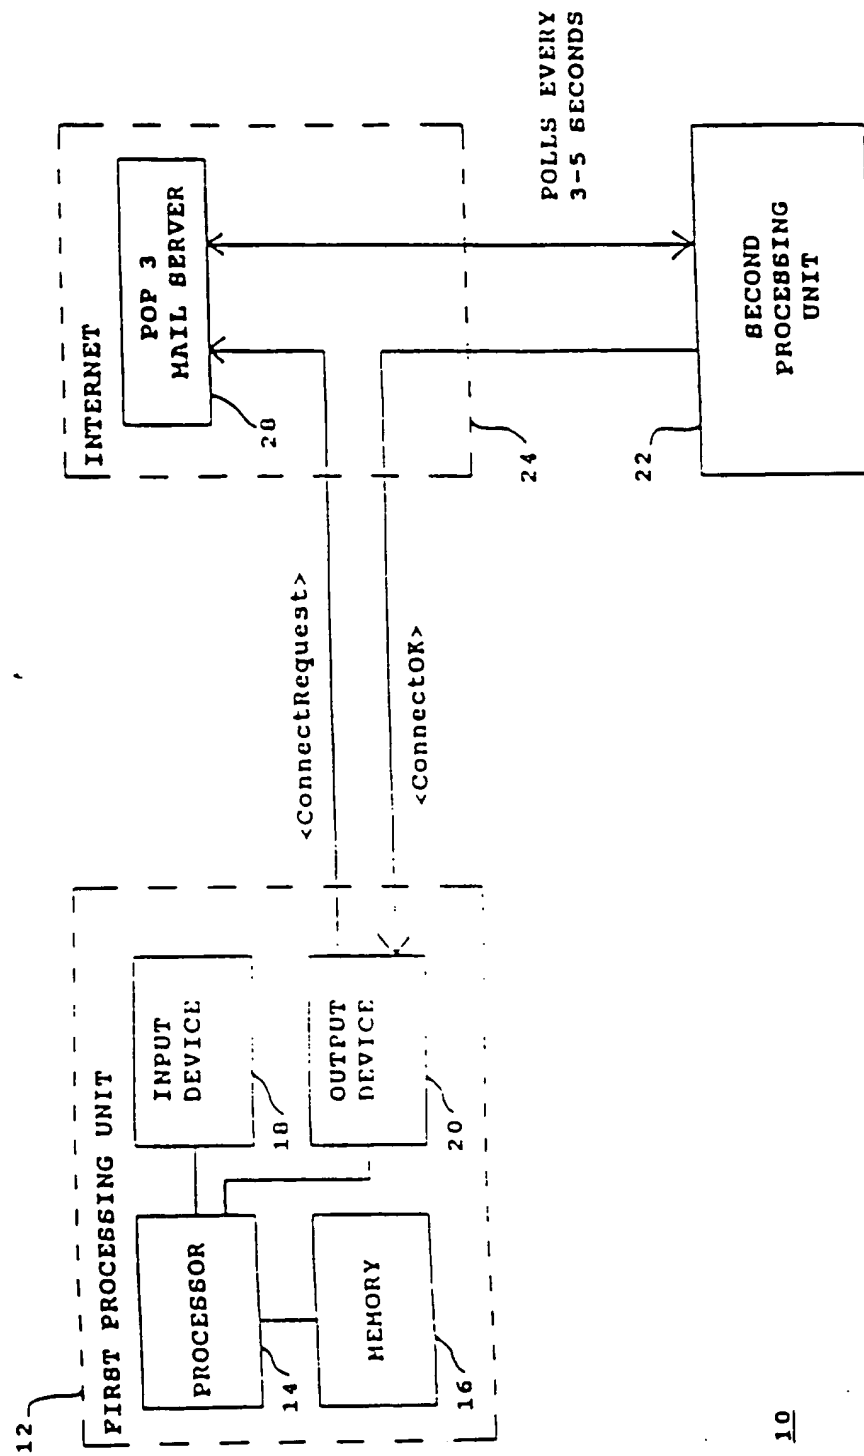 12
FIRST PROCESSING UNIT
PROCESSOR
14
MEMORY
16
INPUT
DEVICE
18
OUTPUT
DEVICE
20
<ConnectRequest>
<ConnectOK>
INTERNET
POP 3
MAIL SERVER
28
24
POLLS EVERY
3-5 SECONDS
SECOND
PROCESSING
UNIT
22
10